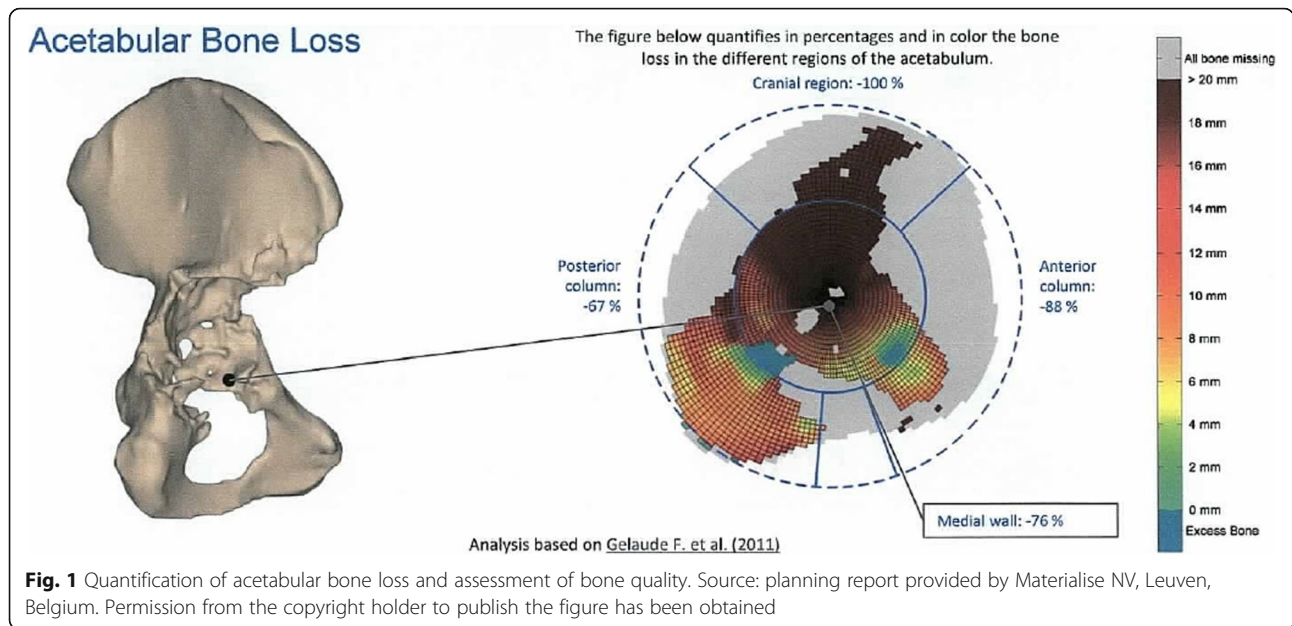 Acetabular Bone Loss
The figure below quantifies in percentages and in color the bone
loss in the different regions of the acetabulum.
Cranial region: -100 %
Posterior
column:
-67 %
Anterior
column:
-88 %
Medial wall: -76 %
All bone missing
> 20 mm
18 mm
16 mm
14 mm
12 mm
10 mm
8 mm
6 mm
4 mm
2 mm
0 mm
Excess Bone
Analysis based on Gelaude F. et al. (2011)
Fig. 1 Quantification of acetabular bone loss and assessment of bone quality. Source: planning report provided by Materialise NV, Leuven,
Belgium. Permission from the copyright holder to publish the figure has been obtained